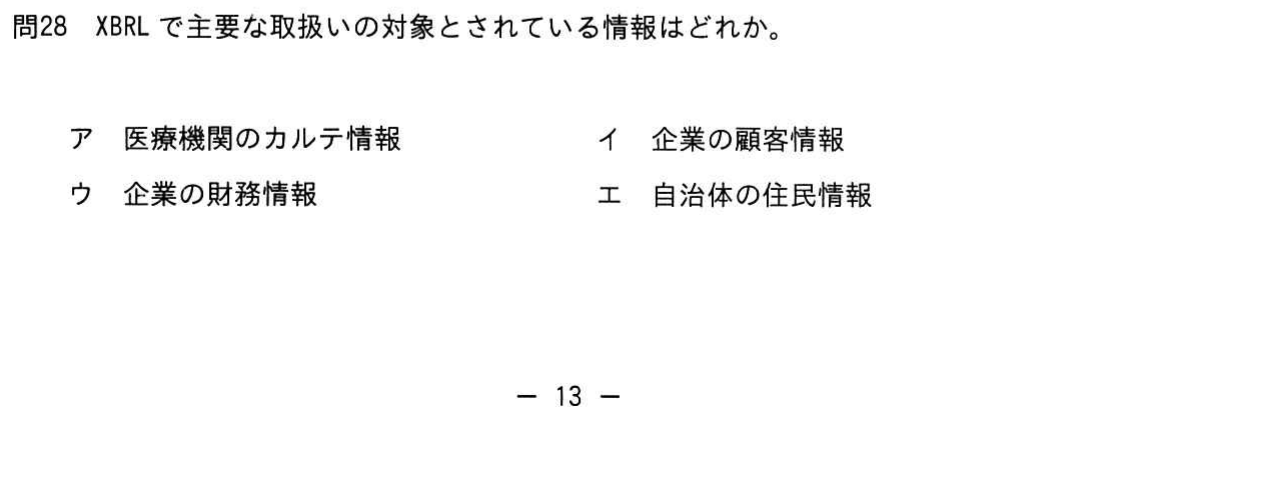 問28　XBRL で主要な取扱いの対象とされている情報はどれか。
ア　医療機関のカルテ情報　　イ　企業の顧客情報
ウ　企業の財務情報　　エ　自治体の住民情報
－ 13 －